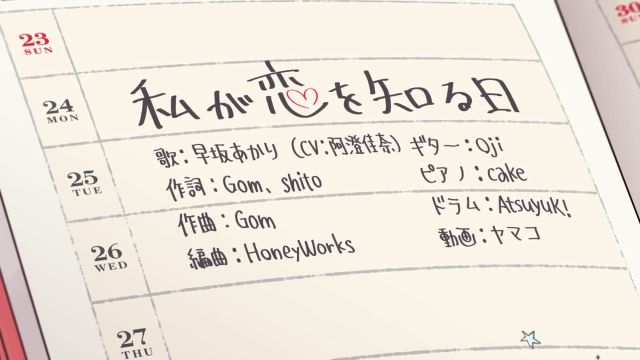 23
SUN
30
SUN
24
MON
私が恋を知る日
25
TUE
歌：早坂あかり（CV：阿澄佳奈）
作詞：Gom、shito
作曲：Gom
編曲：HoneyWorks
ギター：Oji
ピアノ：cake
ドラム：Atsuyuk!
動画：ヤマコ
26
WED
27
THU